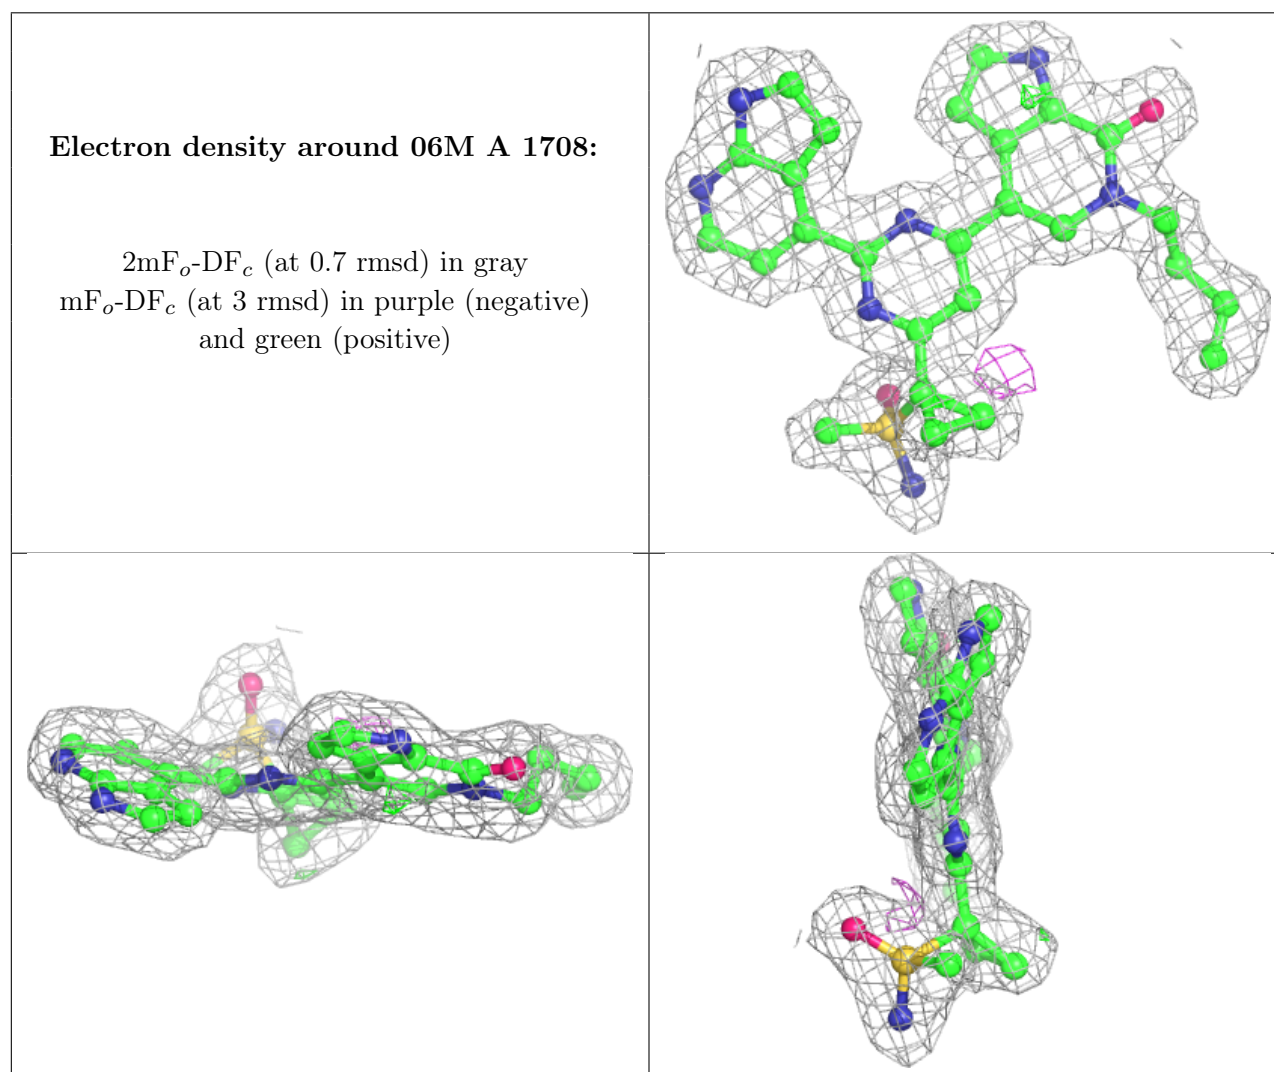 Electron density around 06M A 1708:
2mFo-DFc (at 0.7 rmsd) in gray
mFo-DFc (at 3 rmsd) in purple (negative)
and green (positive)